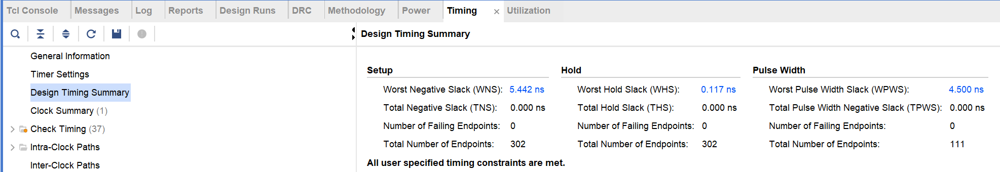 Tcl Console Messages Log Reports Design Runs DRC Methodology Power Timing × Utilization
Design Timing Summary
General Information
Timer Settings
Design Timing Summary
Clock Summary (1)
Check Timing (37)
Intra-Clock Paths
Inter-Clock Paths
Setup Hold Pulse Width
Worst Negative Slack (WNS): 5.442 ns Worst Hold Slack (WHS): 0.117 ns Worst Pulse Width Slack (WPWS): 4.500 ns
Total Negative Slack (TNS): 0.000 ns Total Hold Slack (THS): 0.000 ns Total Pulse Width Negative Slack (TPWS): 0.000 ns
Number of Failing Endpoints: 0 Number of Failing Endpoints: 0 Number of Failing Endpoints: 0
Total Number of Endpoints: 302 Total Number of Endpoints: 302 Total Number of Endpoints: 111
All user specified timing constraints are met.